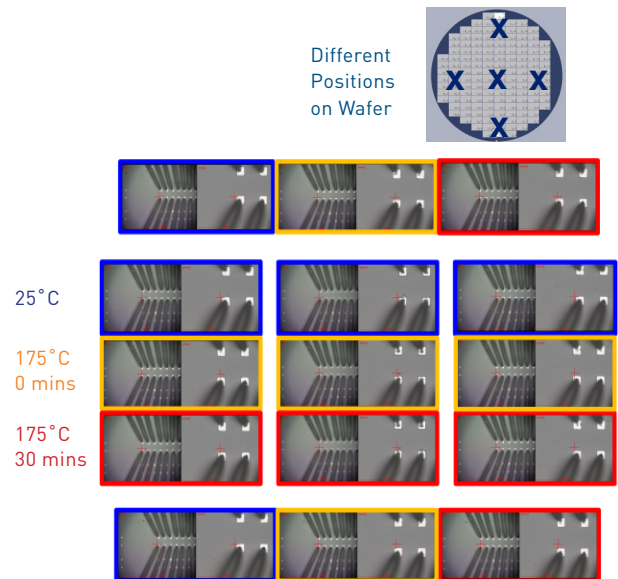 Different
Positions
on Wafer
X
X X X
X
25˚C
175˚C
0 mins
175˚C
30 mins